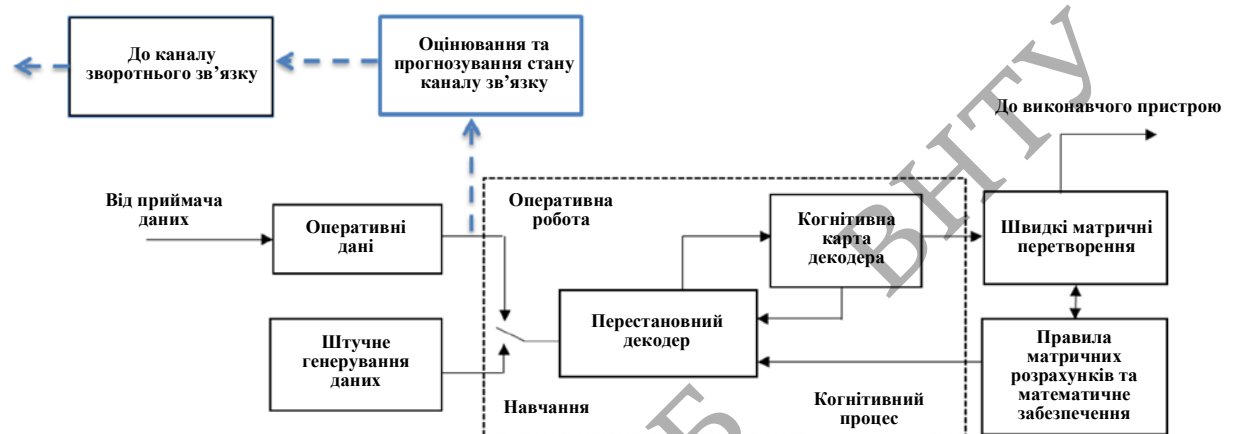 До каналу
зворотнього зв’язку
Оцінювання та
прогнозування стану
каналу зв’язку
До виконавчого пристрою
Від приймача
даних
Оперативні
дані
Оперативна
робота
Когнітивна
карта
декодера
Швидкі матричні
перетворення
Штучне
генерування
даних
Перестановний
декодер
Правила
матричних
розрахунків та
математичне
забезпечення
Навчання
Когнітивний
процес
ВНТУ
Б